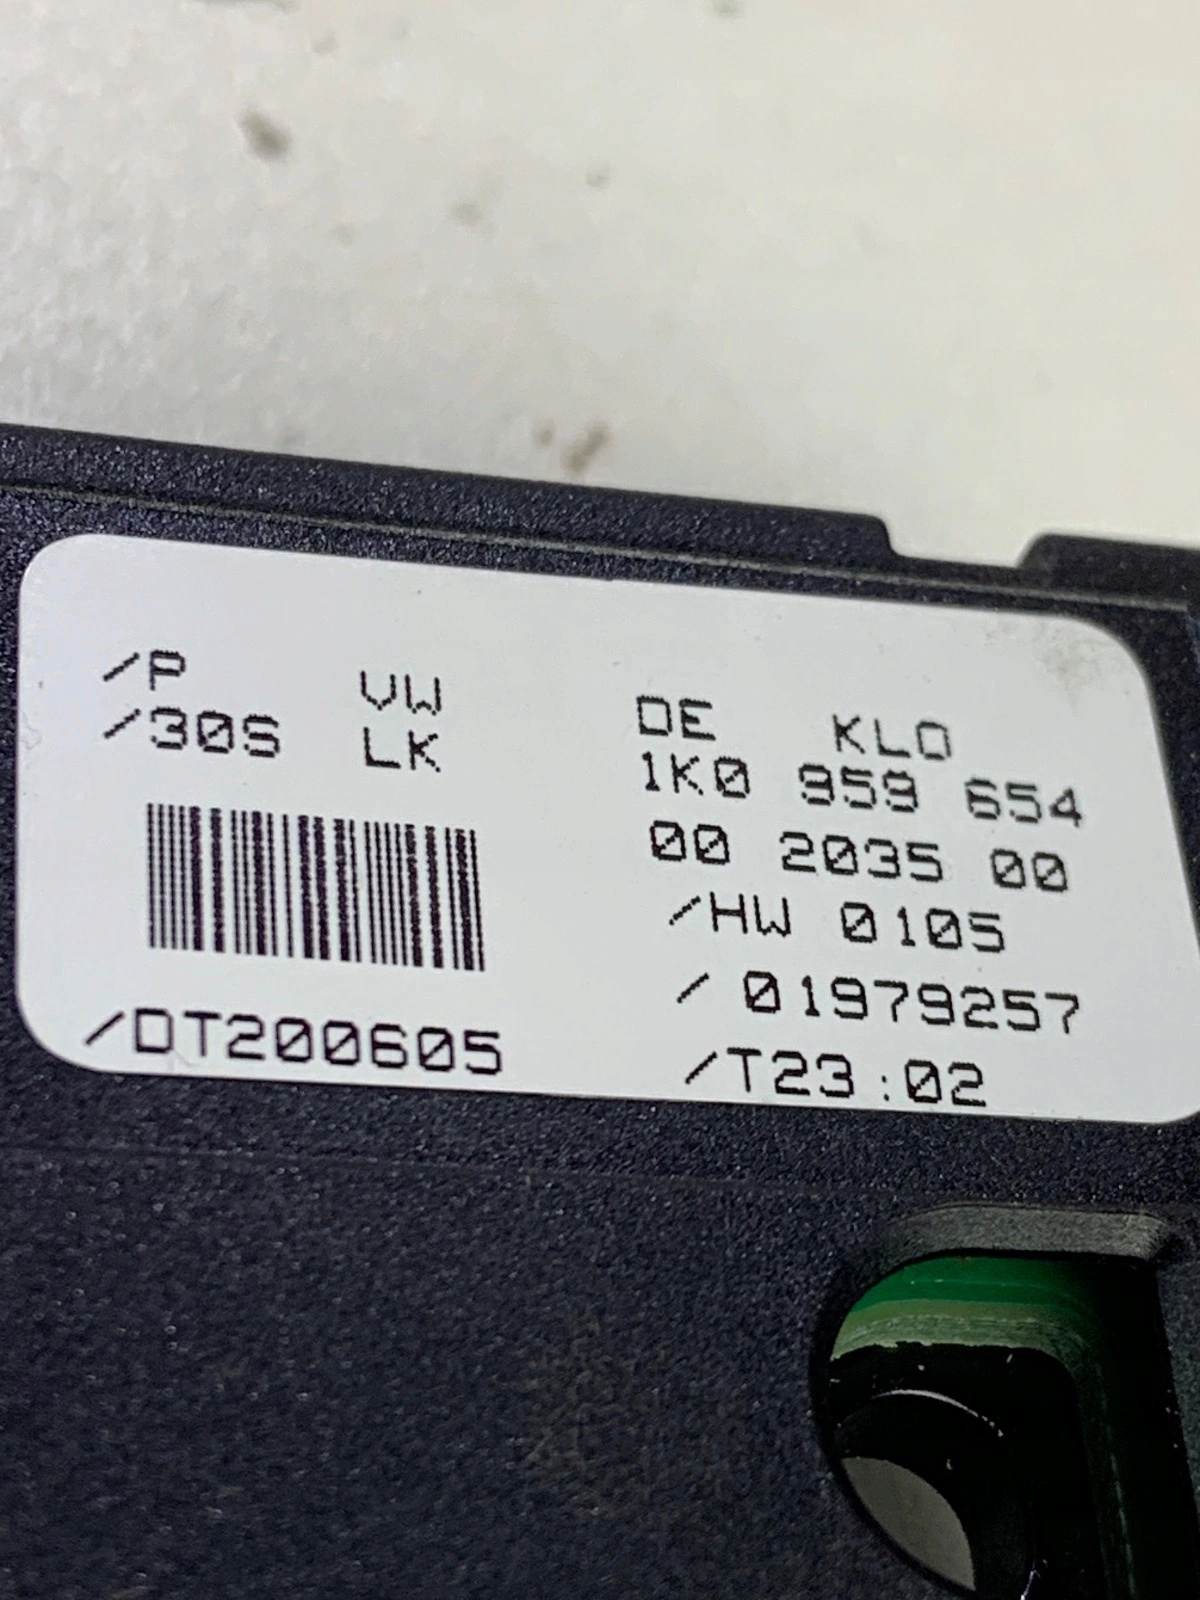 /P VW DE KLO
/30S LK 1K0 959 654
00 2035 00
/HW 0105
/ 01979257
/DT200605 /T23:02